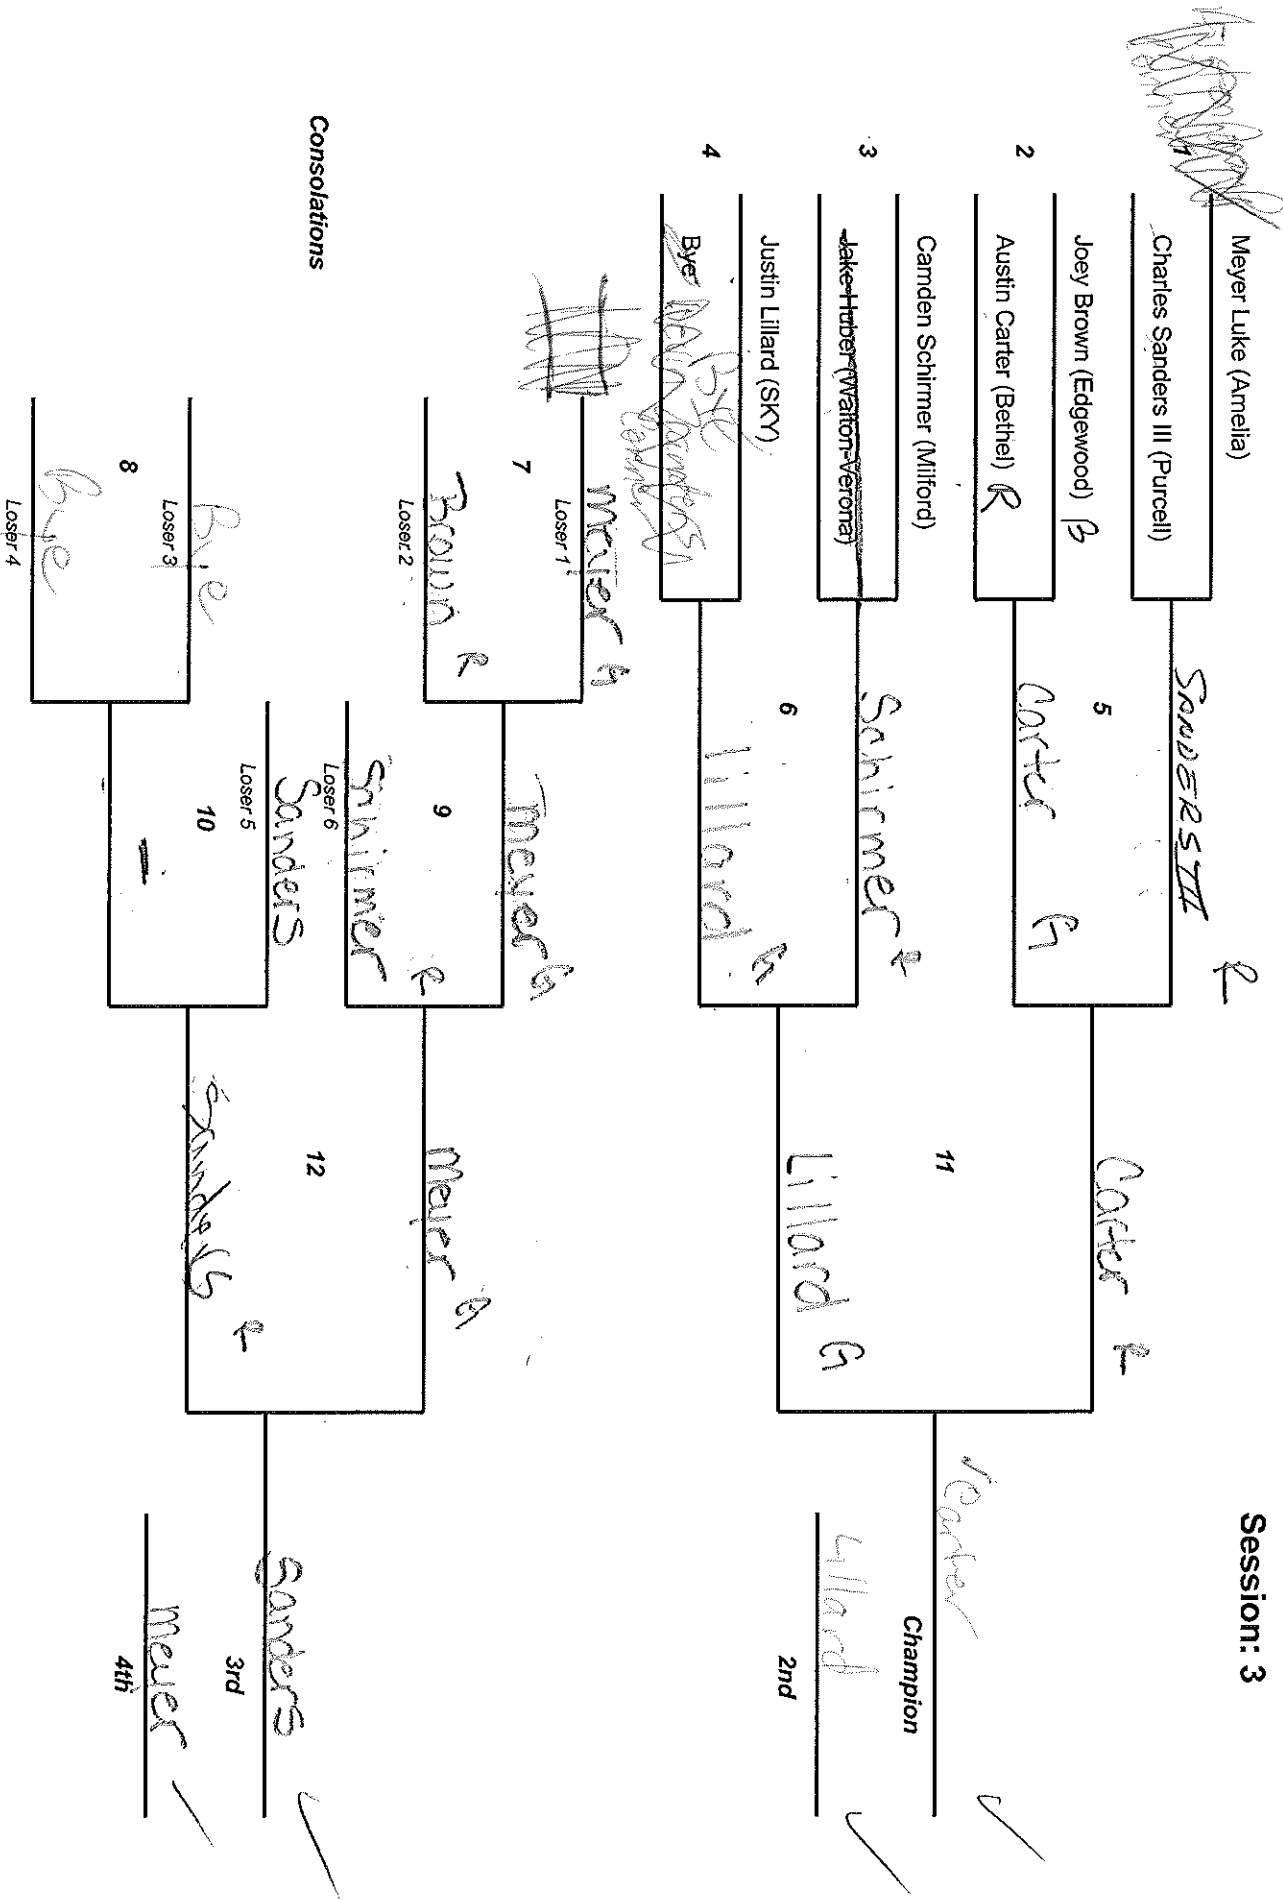 Session: 3
Meyer Luke (Amelia)
1
Charles Sanders III (Purcell)
SANDERS III R
5
Joey Brown (Edgewood) B
2
Austin Carter (Bethel) R
Carter G
Carter R
11
Camden Schirmer (Milford)
3
Jake Huber (Walton-Verona)
Schirmer R
6
Justin Lillard (SKY)
4
Bye
Bye
Lillard G
Lillard G
Carter
Champion
Lillard
2nd
Consolations
Meyer G
Loser 1
7
Brown R
Loser 2
Meyer G
9
Schirmer R
Loser 6
Meyer G
12
Bye
Loser 3
8
Bye
Loser 4
Sanders
Loser 5
10
Sanders R
Sanders
3rd
Meyer
4th